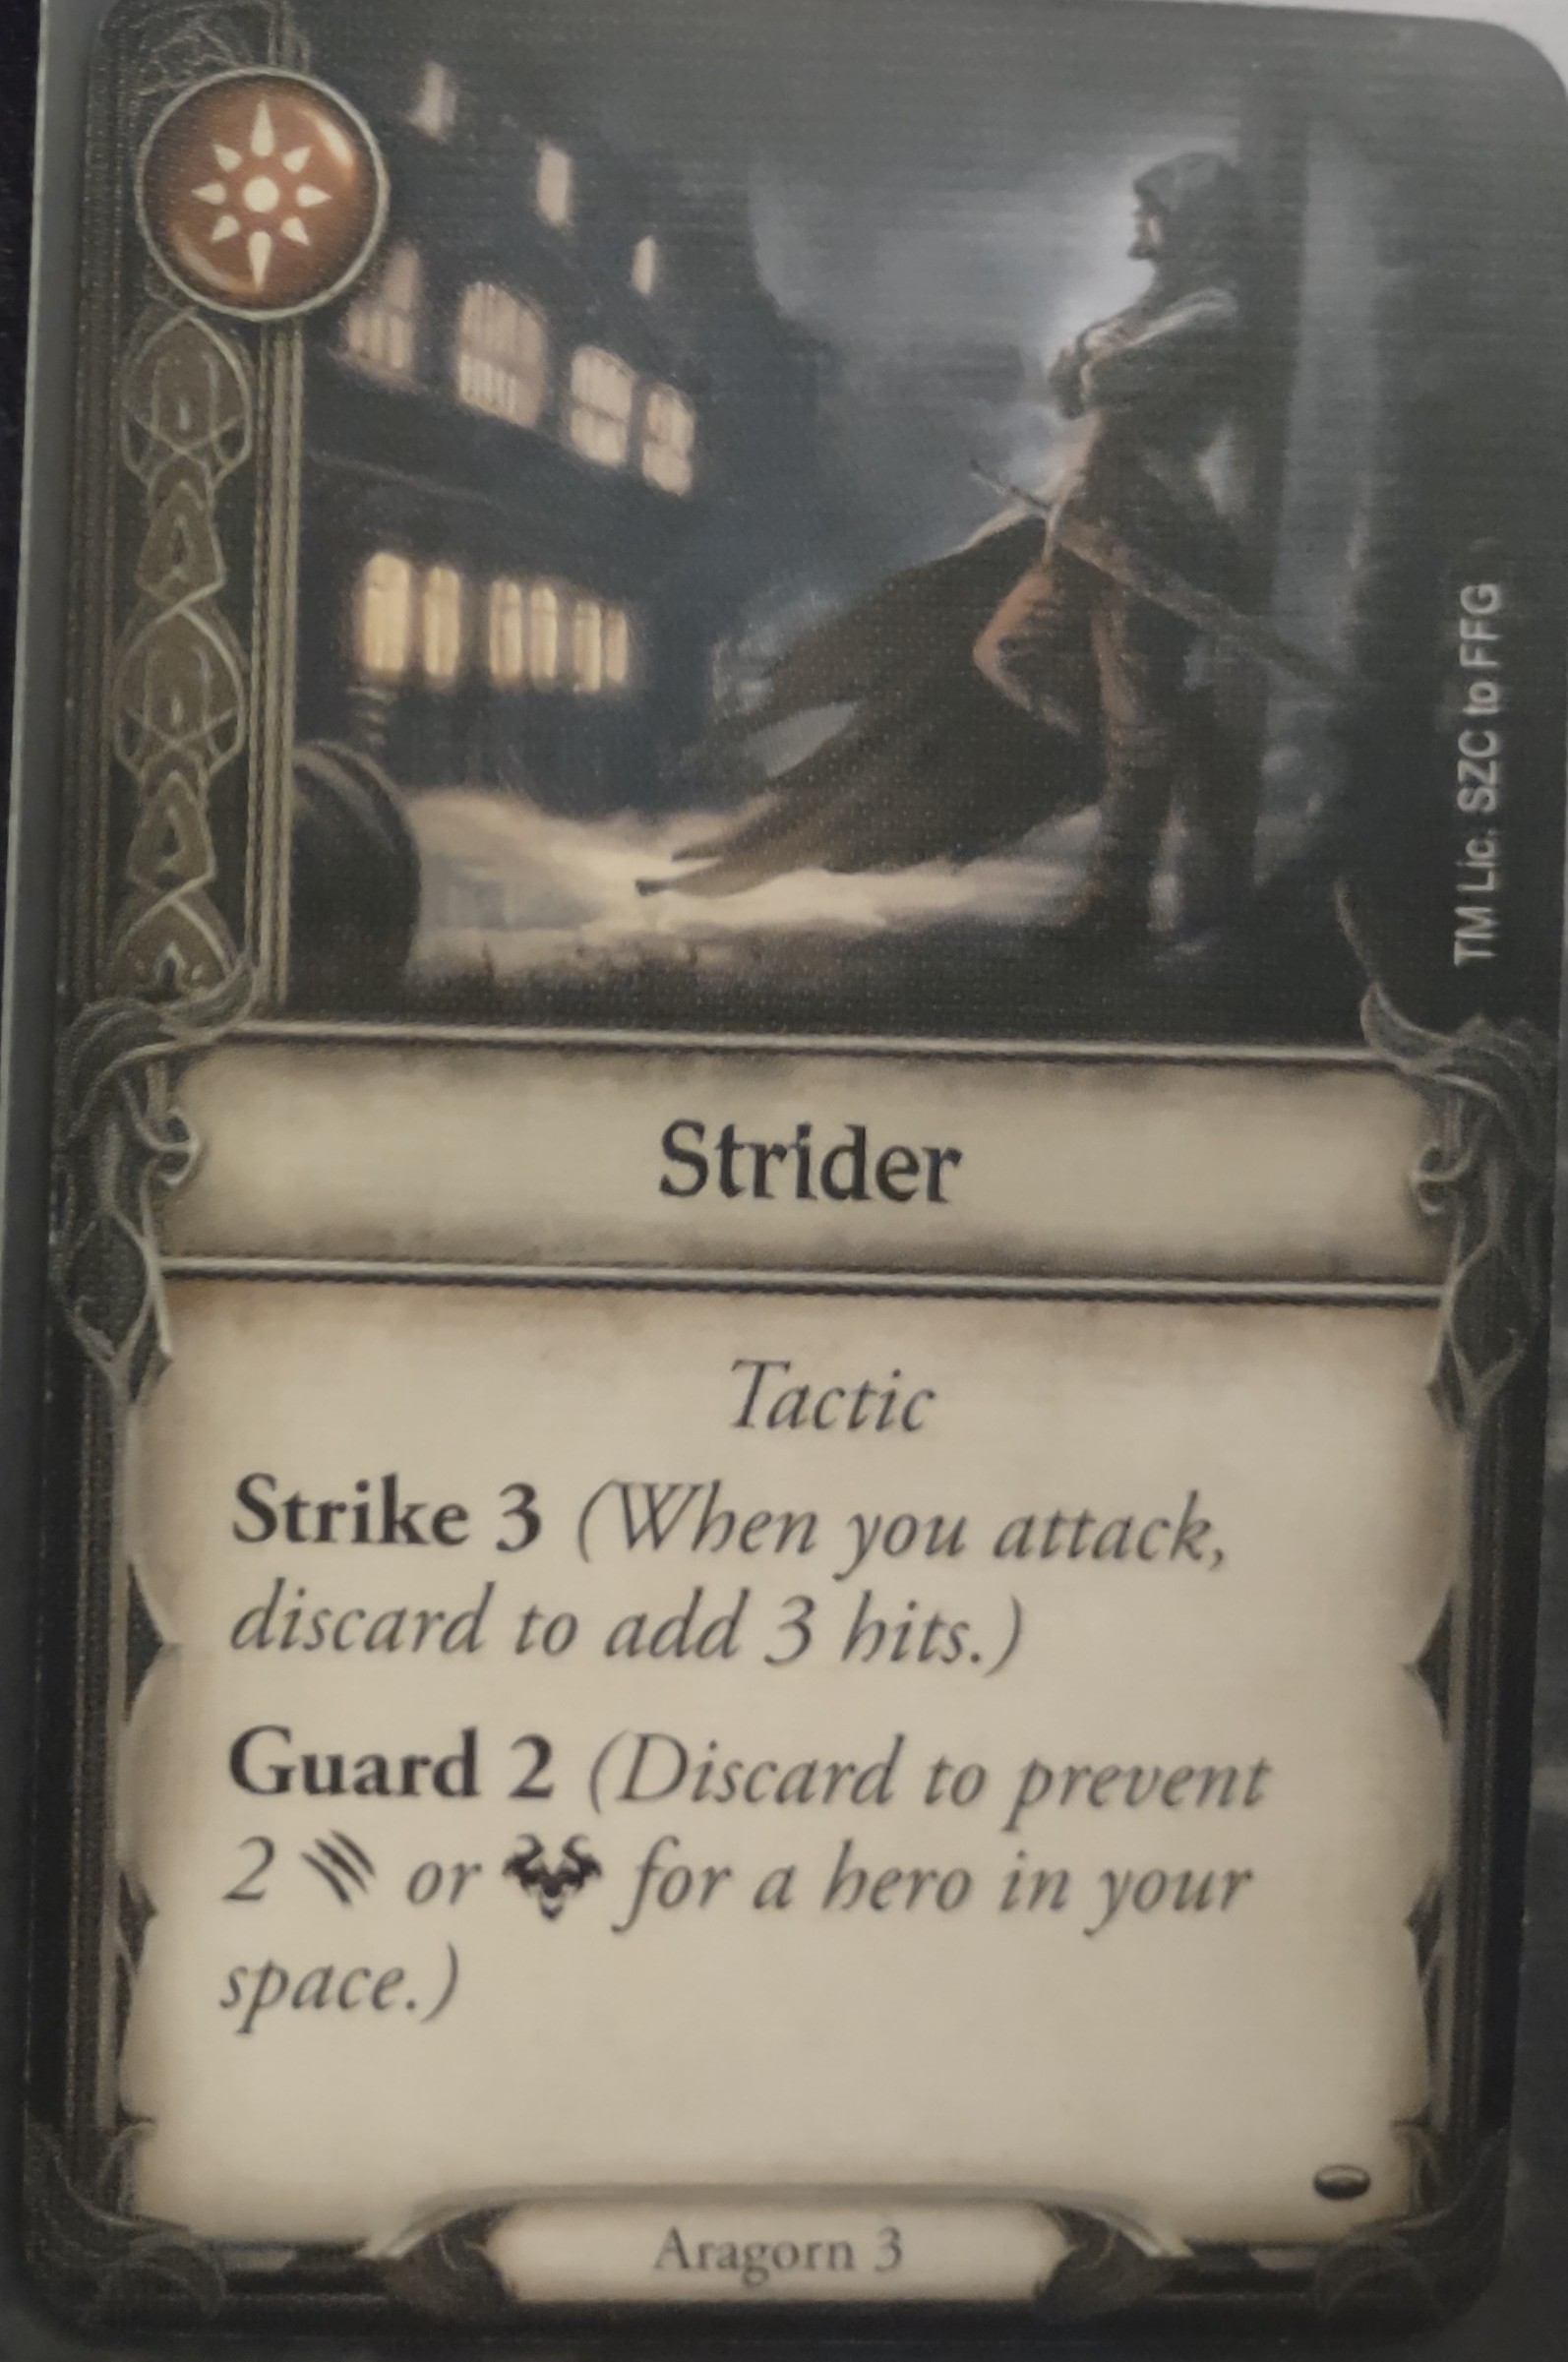 TM Lic. SZC to FFG
Strider
Tactic
Strike 3 (When you attack,
discard to add 3 hits.)
Guard 2 (Discard to prevent
2 or for a hero in your
space.)
Aragorn 3